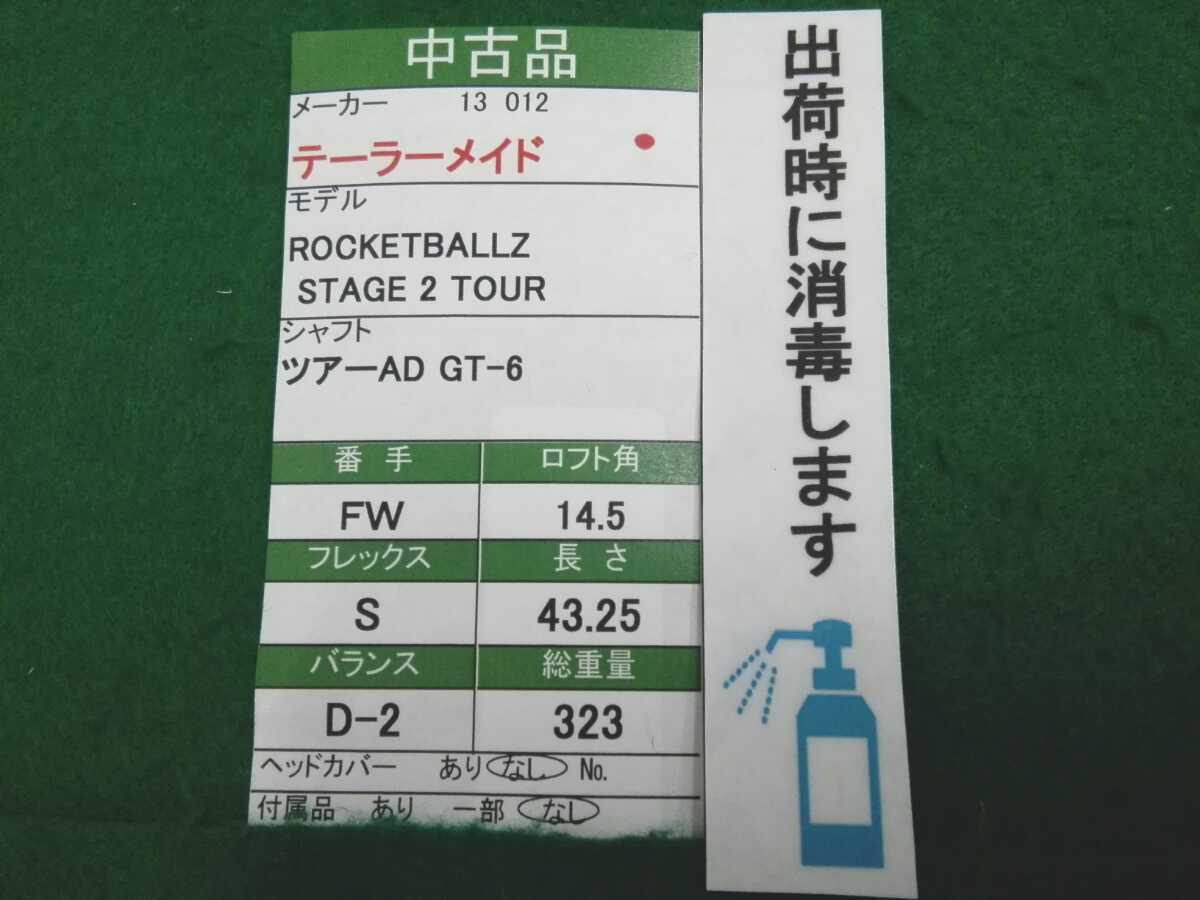 中古品
メーカー 13 012
テーラーメイド
モデル
ROCKETBALLZ
STAGE 2 TOUR
シャフト
ツアーAD GT-6
番 手 ロフト角
FW 14.5
フレックス 長 さ
S 43.25
バランス 総重量
D-2 323
ヘッドカバー あり なし No.
付属品 あり 一部 なし
出荷時に消毒します